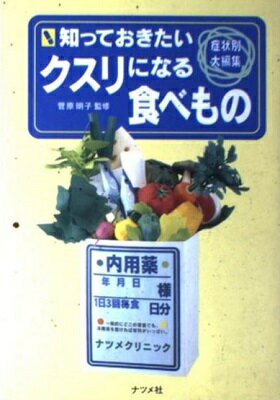 知っておきたい
症状別
大編集
クスリになる
食べもの
菅原明子 監修
内用薬
年 月 日 様
1日3回毎食 日分
ナツメクリニック
ナツメ社